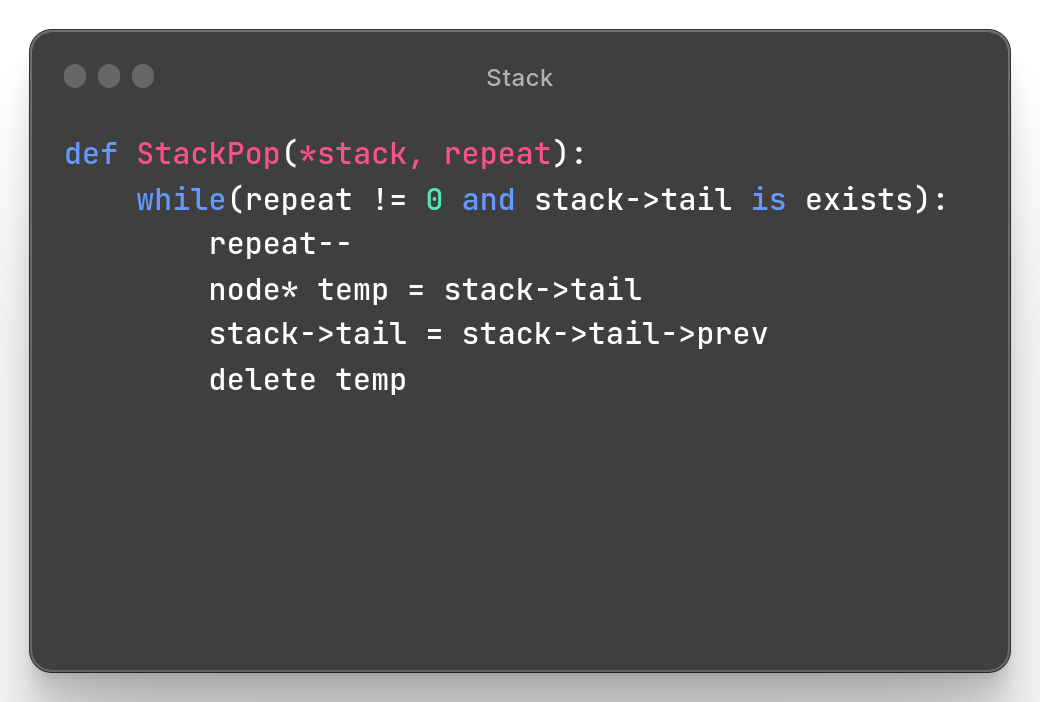 Stack
def StackPop(*stack, repeat):
    while(repeat != 0 and stack->tail is exists):
        repeat--
        node* temp = stack->tail
        stack->tail = stack->tail->prev
        delete temp